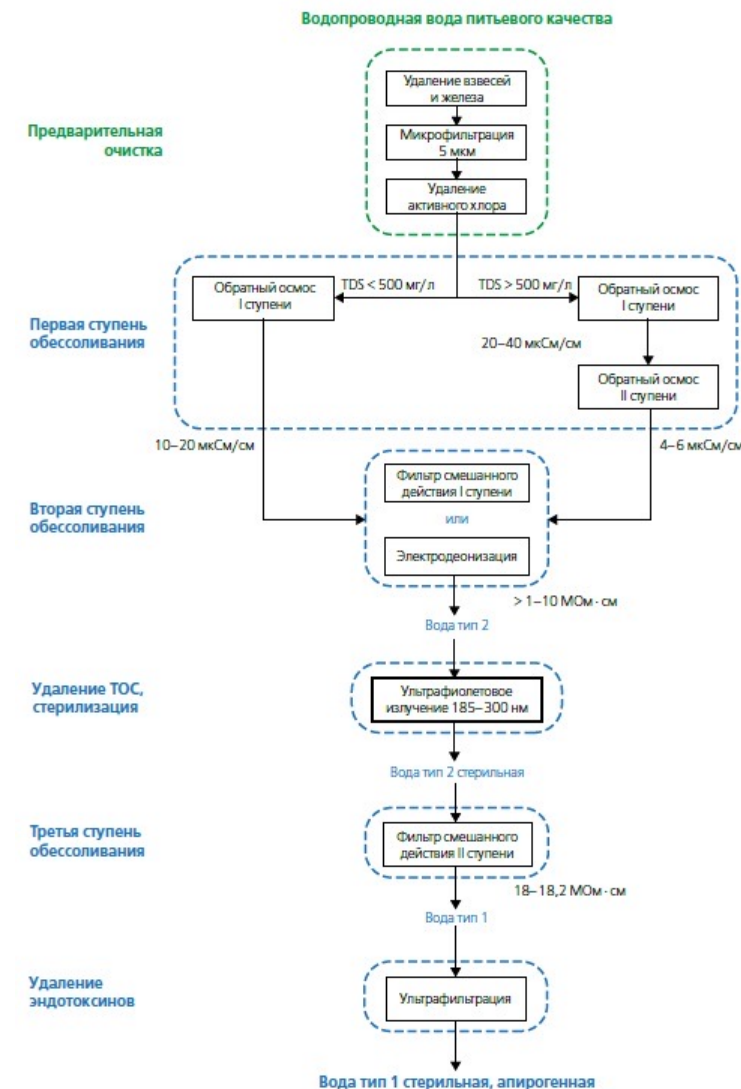 Водопроводная вода питьевого качества
Удаление взвесей
и железа
Предварительная
очистка
Микрофильтрация
5 мкм
Удаление
активного хлора
Обратный осмос
I ступени
TDS < 500 мг/л
TDS > 500 мг/л
Обратный осмос
I ступени
Первая ступень
обессоливания
20–40 мкСм/см
Обратный осмос
II ступени
10–20 мкСм/см
4–6 мкСм/см
Фильтр смешанного
действия I ступени
Вторая ступень
обессоливания
или
Электродеонизация
> 1–10 МОм · см
Вода тип 2
Удаление ТОС,
стерилизация
Ультрафиолетовое
излучение 185–300 нм
Вода тип 2 стерильная
Третья ступень
обессоливания
Фильтр смешанного
действия II ступени
18–18,2 МОм · см
Вода тип 1
Удаление
эндотоксинов
Ультрафильтрация
Вода тип 1 стерильная, апирогенная